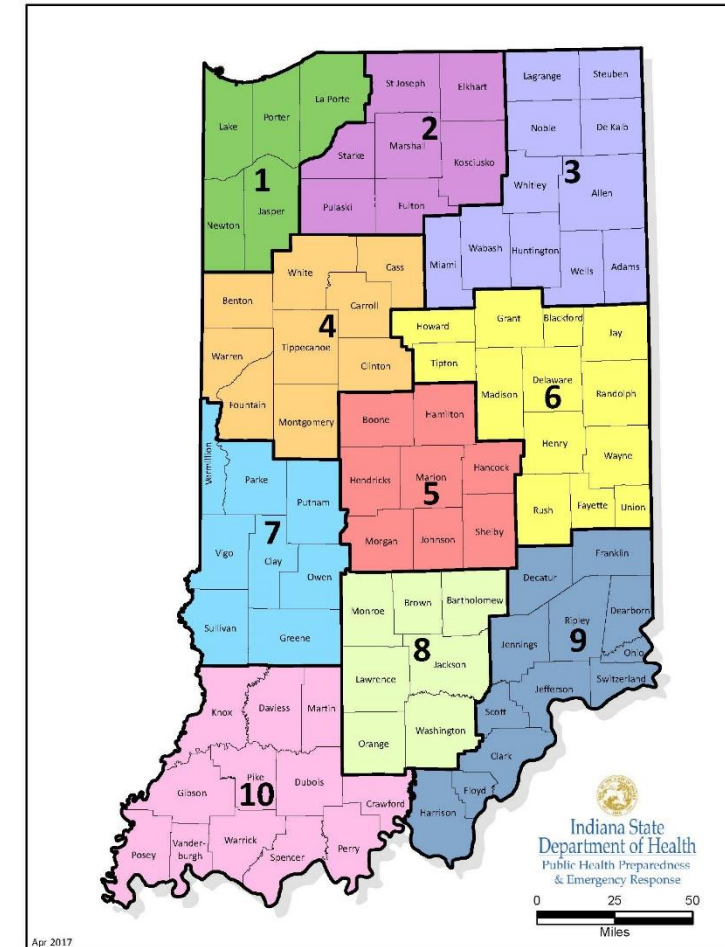 Lagrange
Steuben
St Joseph
Elkhart
La Porte
Porter
Lake
2
Noble
De Kalb
Marshall
Starke
Kosciusko
1
3
Whitley
Allen
Jasper
Newton
Pulaski
Fulton
Miami
Wabash
Huntington
Wells
Adams
White
Cass
Carroll
Benton
4
Howard
Grant
Blackford
Jay
Tippecanoe
Warren
Tipton
Clinton
Madison
Delaware
6
Randolph
Fountain
Montgomery
Boone
Hamilton
Henry
Wayne
Vermillion
Parke
Putnam
Hendricks
Marion
Hancock
5
Rush
Fayette
Union
Shelby
Morgan
Johnson
7
Vigo
Clay
Owen
Franklin
Decatur
Monroe
Brown
Bartholomew
Ripley
Dearborn
9
Sullivan
Greene
8
Jennings
Ohio
Lawrence
Jackson
Switzerland
Jefferson
Knox
Daviess
Martin
Scott
Orange
Washington
Clark
Pike
Dubois
10
Gibson
Crawford
Floyd
Harrison
Posey
Vander-
burgh
Warrick
Spencer
Perry
Indiana State
Department of Health
Public Health Preparedness
& Emergency Response
0 25 50
Miles
Apr 2017